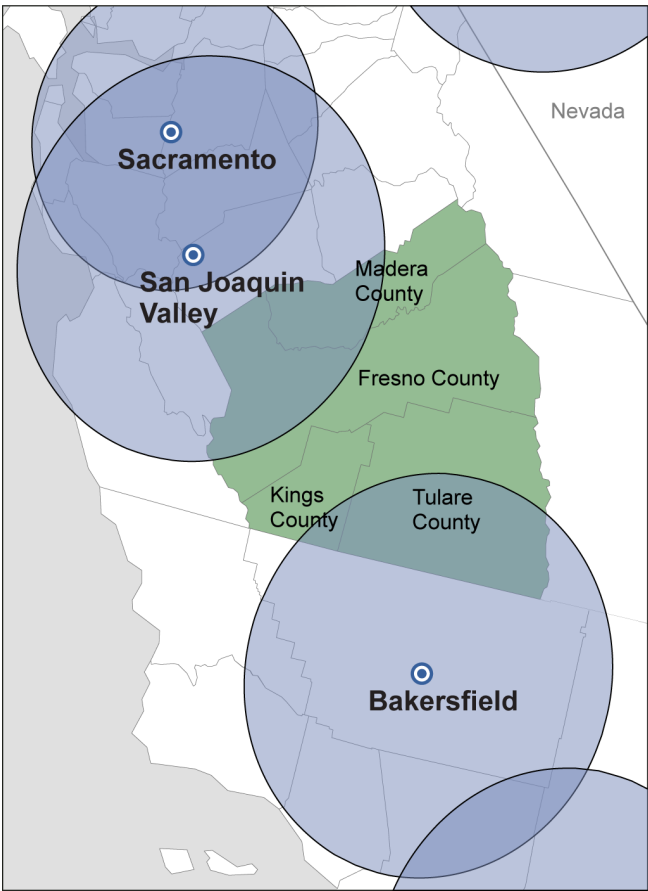 Nevada
Sacramento
San Joaquin
Valley
Madera
County
Fresno County
Kings
County
Tulare
County
Bakersfield